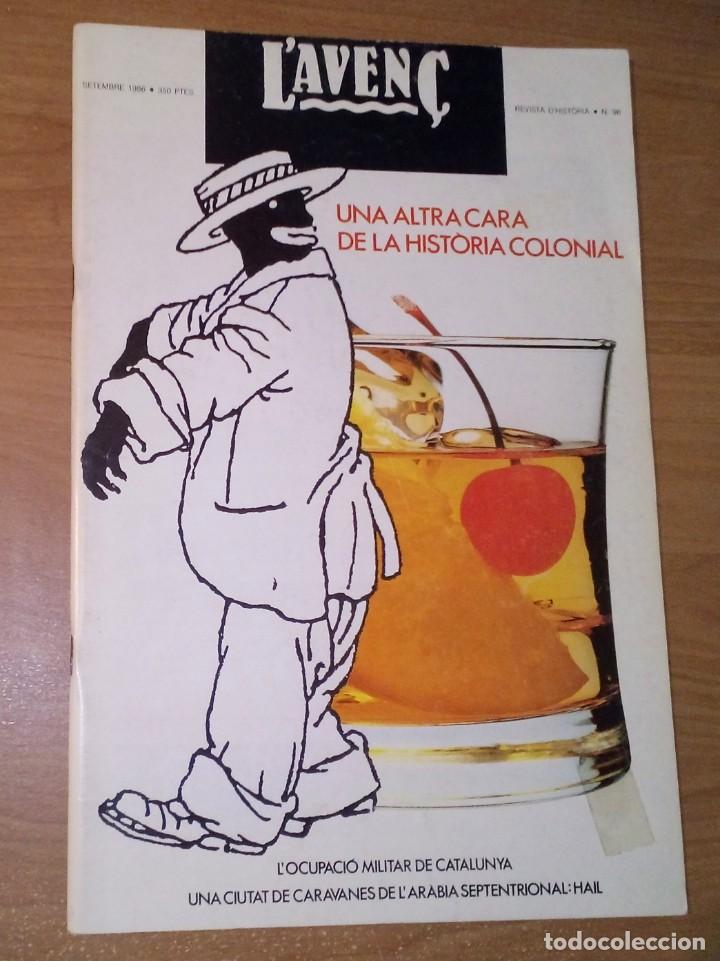 L'AVENÇ
SETEMBRE 1986 • 350 PTES.
REVISTA D'HISTÒRIA • N. 96
UNA ALTRA CARA
DE LA HISTÒRIA COLONIAL
L'OCUPACIÓ MILITAR DE CATALUNYA
UNA CIUTAT DE CARAVANES DE L'ARABIA SEPTENTRIONAL: HAIL
todocoleccion.net